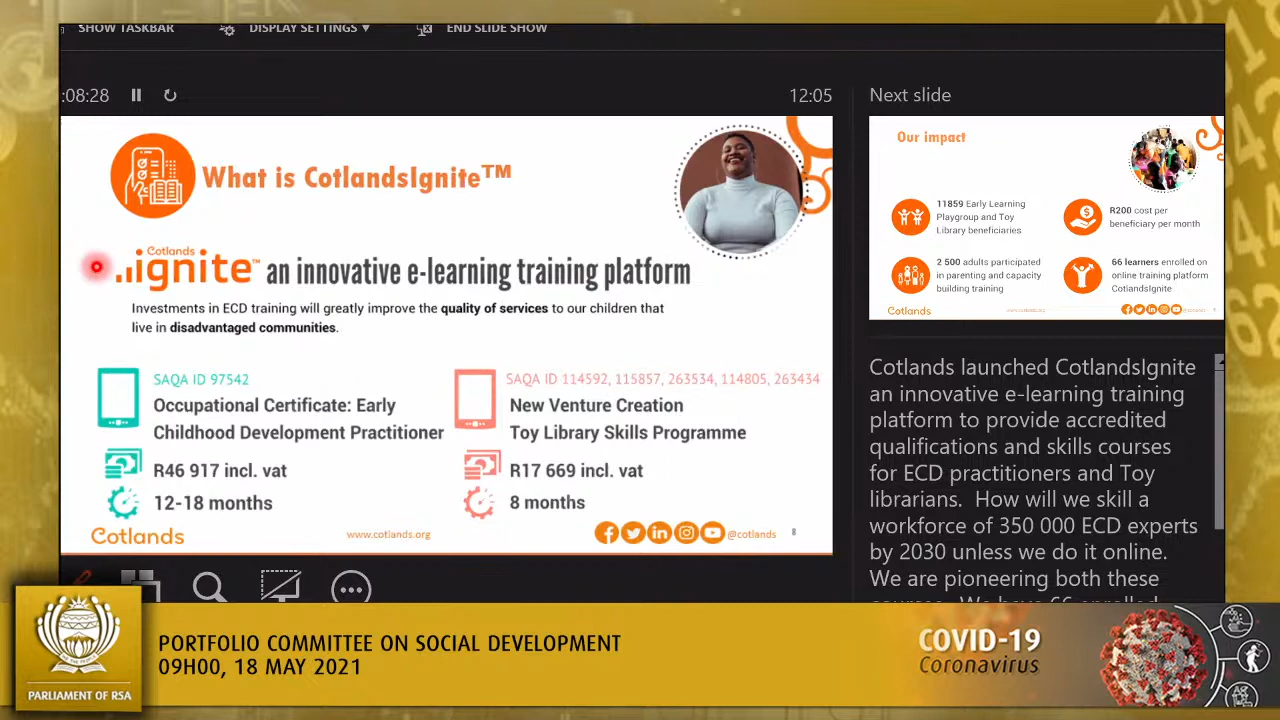 SHOW TASKBAR
DISPLAY SETTINGS ▼
END SLIDE SHOW
:08:28
12:05
What is CotlandsIgnite™
Cotlands
ignite™ an innovative e-learning training platform
Investments in ECD training will greatly improve the quality of services to our children that
live in disadvantaged communities.
SAQA ID 97542
Occupational Certificate: Early
Childhood Development Practitioner
R46 917 incl. vat
12-18 months
SAQA ID 114592, 115857, 263534, 114805, 263434
New Venture Creation
Toy Library Skills Programme
R17 669 incl. vat
8 months
Cotlands
www.cotlands.org
@cotlands
Next slide
Our impact
11859 Early Learning
Playgroup and Toy
Library beneficiaries
R200 cost per
beneficiary per month
2 500 adults participated
in parenting and capacity
building training
66 learners enrolled on
online training platform
CotlandsIgnite
Cotlands
www.cotlands.org
@cotlands
Cotlands launched CotlandsIgnite
an innovative e-learning training
platform to provide accredited
qualifications and skills courses
for ECD practitioners and Toy
librarians. How will we skill a
workforce of 350 000 ECD experts
by 2030 unless we do it online.
We are pioneering both these
PARLIAMENT OF RSA
PORTFOLIO COMMITTEE ON SOCIAL DEVELOPMENT
09H00, 18 MAY 2021
COVID-19
Coronavirus